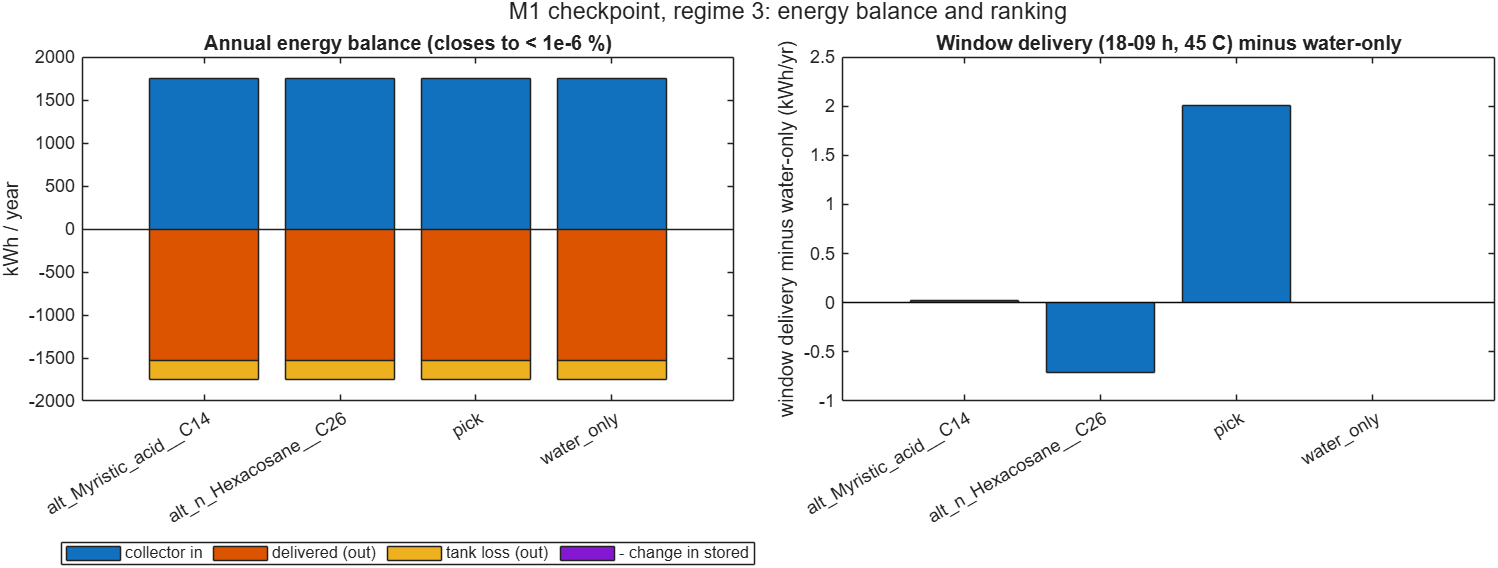 M1 checkpoint, regime 3: energy balance and ranking
Annual energy balance (closes to < 1e-6 %)
kWh / year
2000
1500
1000
500
0
-500
-1000
-1500
-2000
alt_Myristic_acid__C14
alt_n_Hexacosane__C26
pick
water_only
collector in
delivered (out)
tank loss (out)
- change in stored
Window delivery (18-09 h, 45 C) minus water-only
window delivery minus water-only (kWh/yr)
2.5
2
1.5
1
0.5
0
-0.5
-1
alt_Myristic_acid__C14
alt_n_Hexacosane__C26
pick
water_only